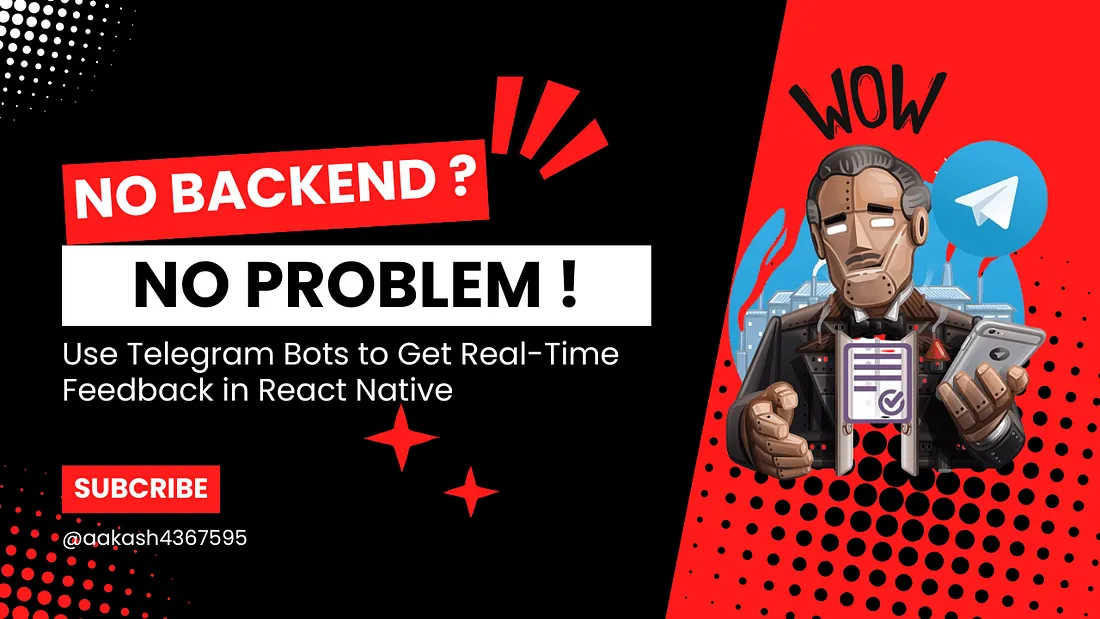 WOW
NO BACKEND ?
NO PROBLEM !
Use Telegram Bots to Get Real-Time
Feedback in React Native
SUBCRIBE
@aakash4367595